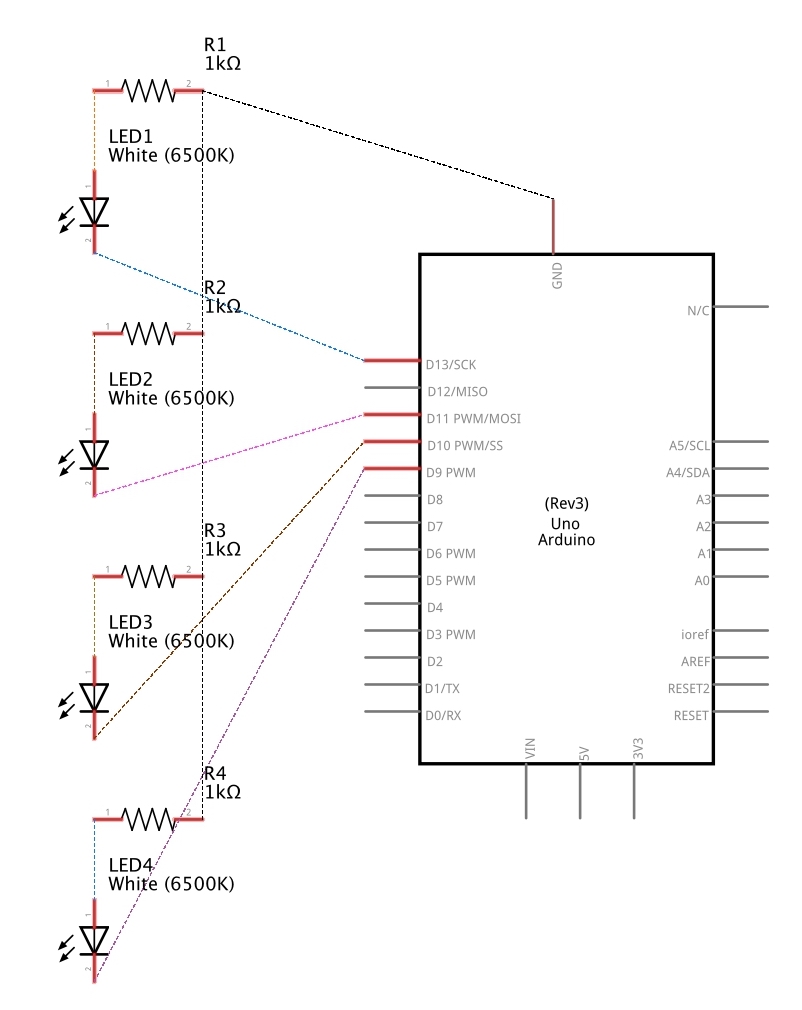 R1
1kΩ
1 2
LED1
White (6500K)
1
2
R2
1kΩ
1 2
LED2
White (6500K)
1
2
R3
1kΩ
1 2
LED3
White (6500K)
1
2
R4
1kΩ
1 2
LED4
White (6500K)
1
2
GND
N/C
D13/SCK
D12/MISO
D11 PWM/MOSI
D10 PWM/SS
D9 PWM
D8
D7
D6 PWM
D5 PWM
D4
D3 PWM
D2
D1/TX
D0/RX
(Rev3)
Uno
Arduino
A5/SCL
A4/SDA
A3
A2
A1
A0
ioref
AREF
RESET2
RESET
VIN
5V
3V3